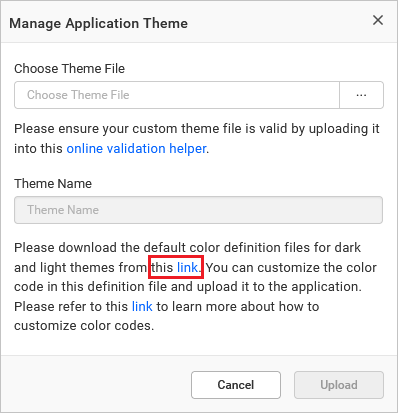 Manage Application Theme
Choose Theme File
Choose Theme File ...
Please ensure your custom theme file is valid by uploading it
into this online validation helper.
Theme Name
Theme Name
Please download the default color definition files for dark
and light themes from this link. You can customize the color
code in this definition file and upload it to the application.
Please refer to this link to learn more about how to
customize color codes.
Cancel Upload